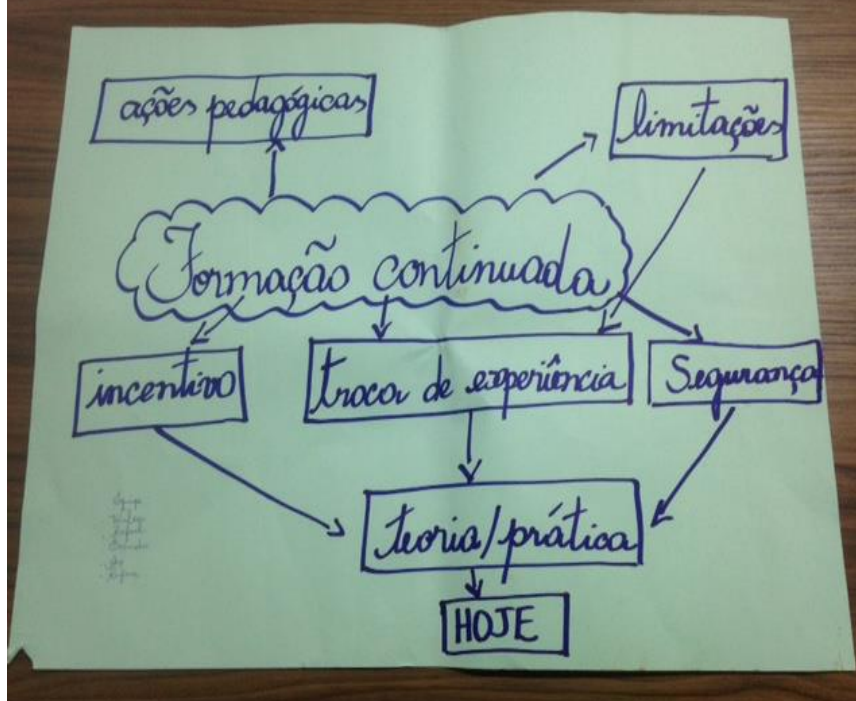 ações pedagógicas
limitações
Formação continuada
incentivo
troca de experiência
Segurança
teoria/prática
HOJE